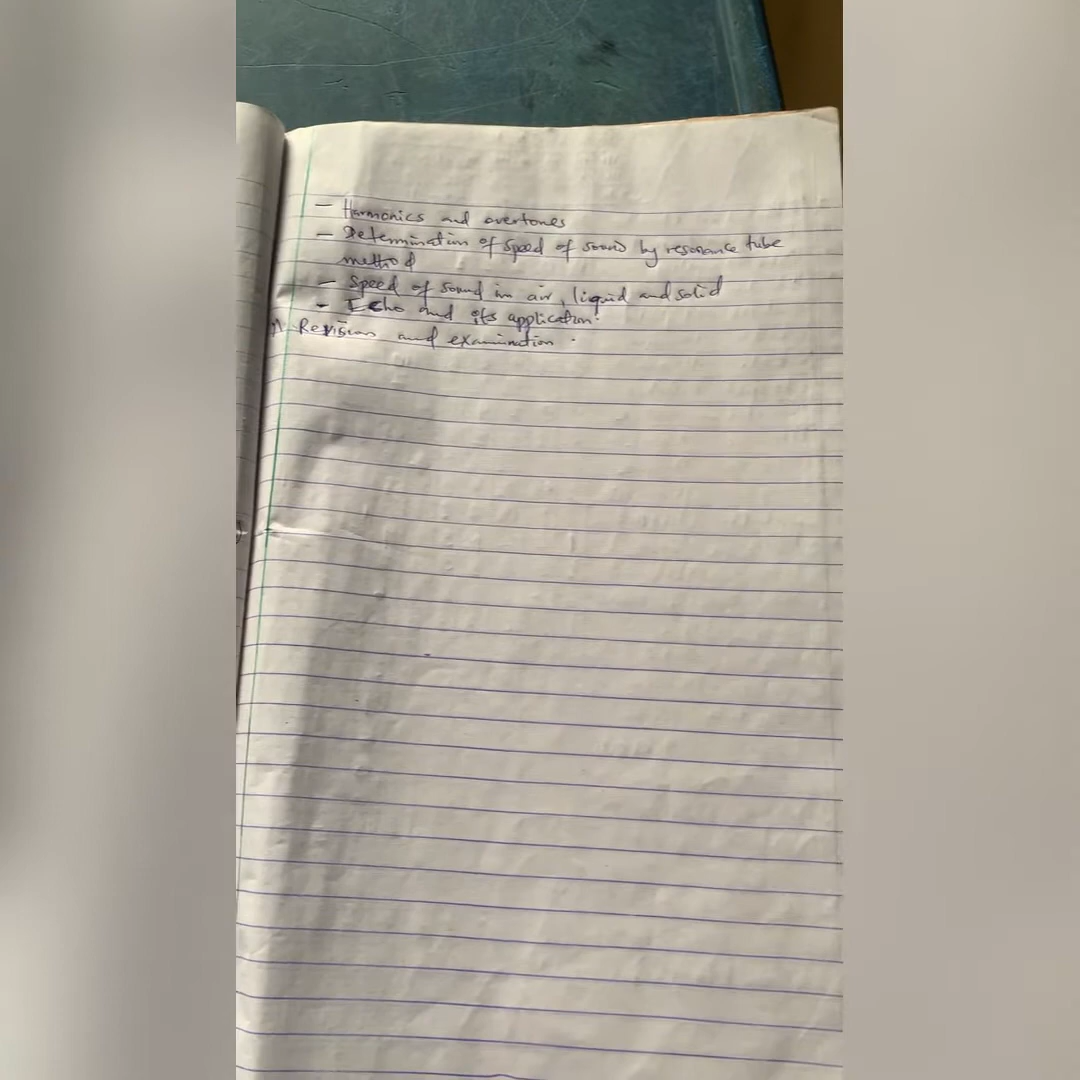 - Harmonics and overtones
- Determination of speed of sound by resonance tube
method
- Speed of sound in air, liquid and solid
- Echo and its application.
Revision and examination.